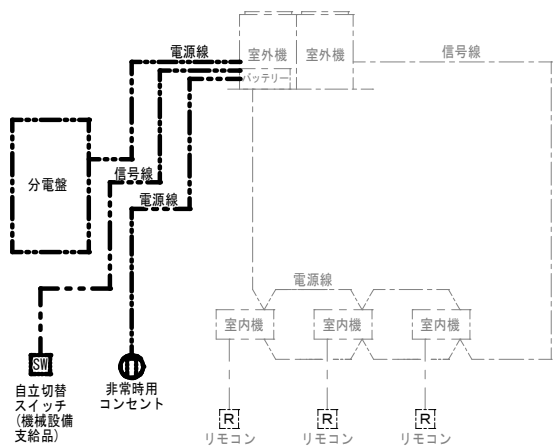 電源線
室外機
室外機
信号線
バッテリー
分電盤
信号線
電源線
電源線
室内機
室内機
室内機
SW
自立切替
スイッチ
(機械設備
支給品)
非常時用
コンセント
R
R
R
リモコン
リモコン
リモコン